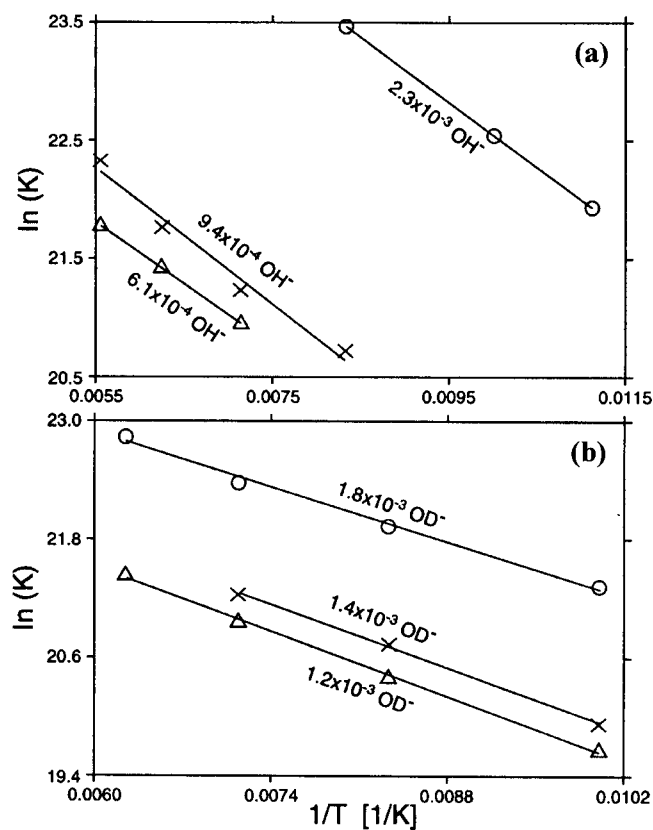 23.5
(a)
2.3x10⁻³ OH⁻
22.5
ln (K)
9.4x10⁻⁴ OH⁻
21.5
6.1x10⁻⁴ OH⁻
20.5
0.0055 0.0075 0.0095 0.0115
23.0
(b)
1.8x10⁻³ OD⁻
21.8
ln (K)
1.4x10⁻³ OD⁻
20.6
1.2x10⁻³ OD⁻
19.4
0.0060 0.0074 0.0088 0.0102
1/T [1/K]